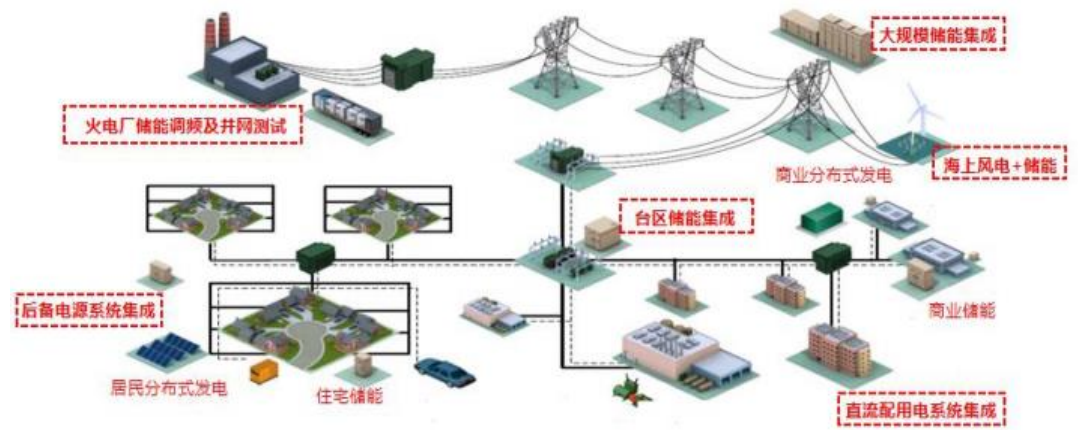 大规模储能集成
火电厂储能调频及并网测试
海上风电+储能
商业分布式发电
台区储能集成
后备电源系统集成
商业储能
居民分布式发电
住宅储能
直流配用电系统集成